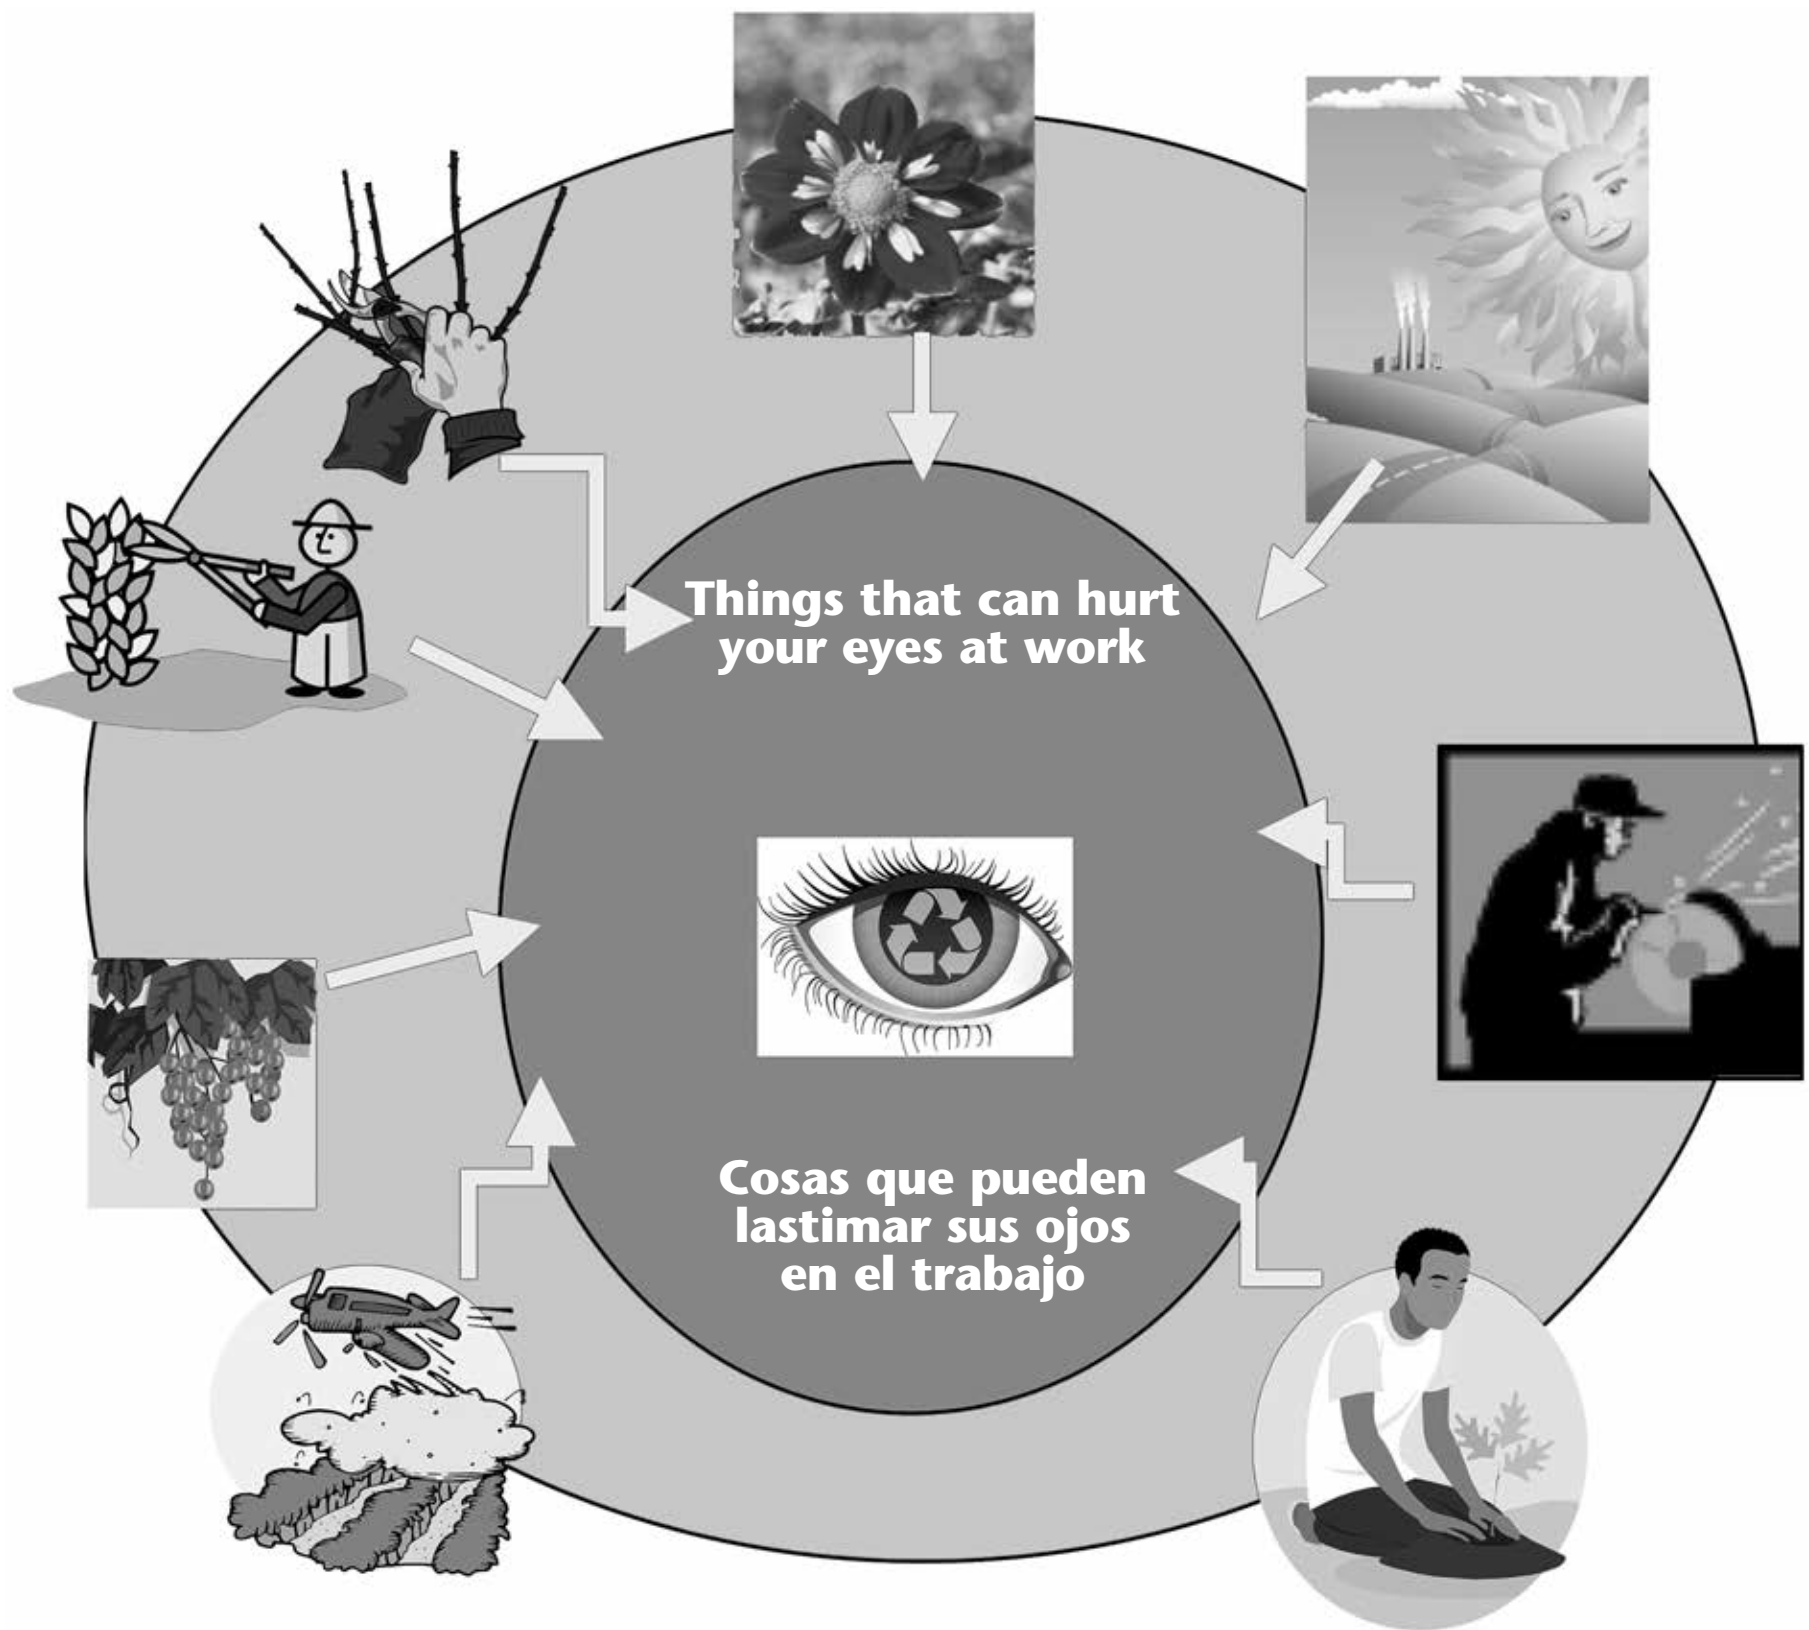 Things that can hurt
your eyes at work
Cosas que pueden
lastimar sus ojos
en el trabajo